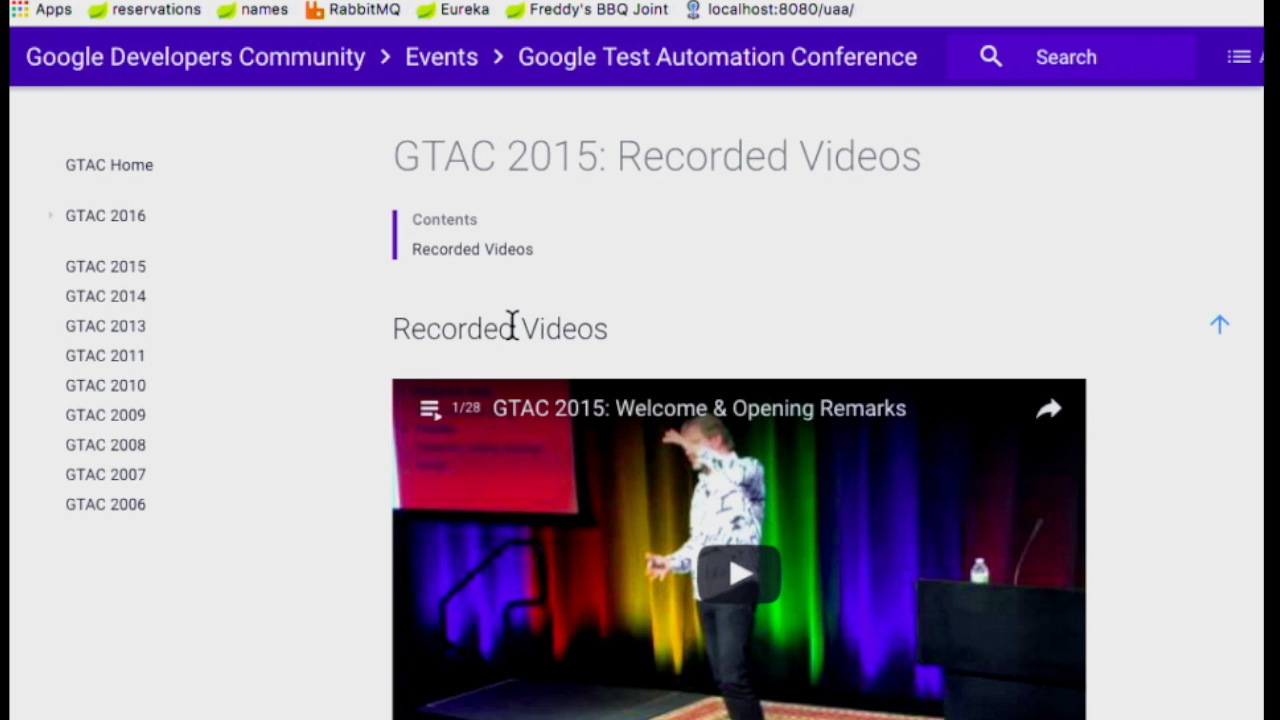 Apps reservations names RabbitMQ Eureka Freddy's BBQ Joint localhost:8080/uaa/
Google Developers Community > Events > Google Test Automation Conference Search
GTAC 2015: Recorded Videos
Contents
Recorded Videos
GTAC Home
GTAC 2016
GTAC 2015
GTAC 2014
GTAC 2013
GTAC 2011
GTAC 2010
GTAC 2009
GTAC 2008
GTAC 2007
GTAC 2006
Recorded Videos
1/28 GTAC 2015: Welcome & Opening Remarks